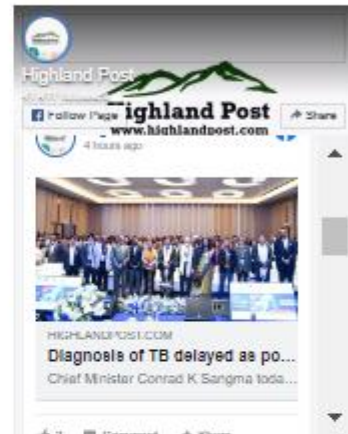 Highland Post
Follow Page
ighland Post
Share
www.highlandpost.com
4 hours ago
HIGHLANDPOST.COM
Diagnosis of TB delayed as po...
Chief Minister Conrad K Sangma toda...